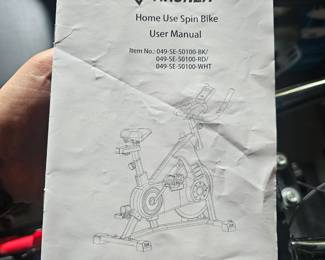 Home Use Spin Bike
User Manual
Item No.: 049-SE-50100-BK/
049-SE-50100-RD/
049-SE-50100-WHT